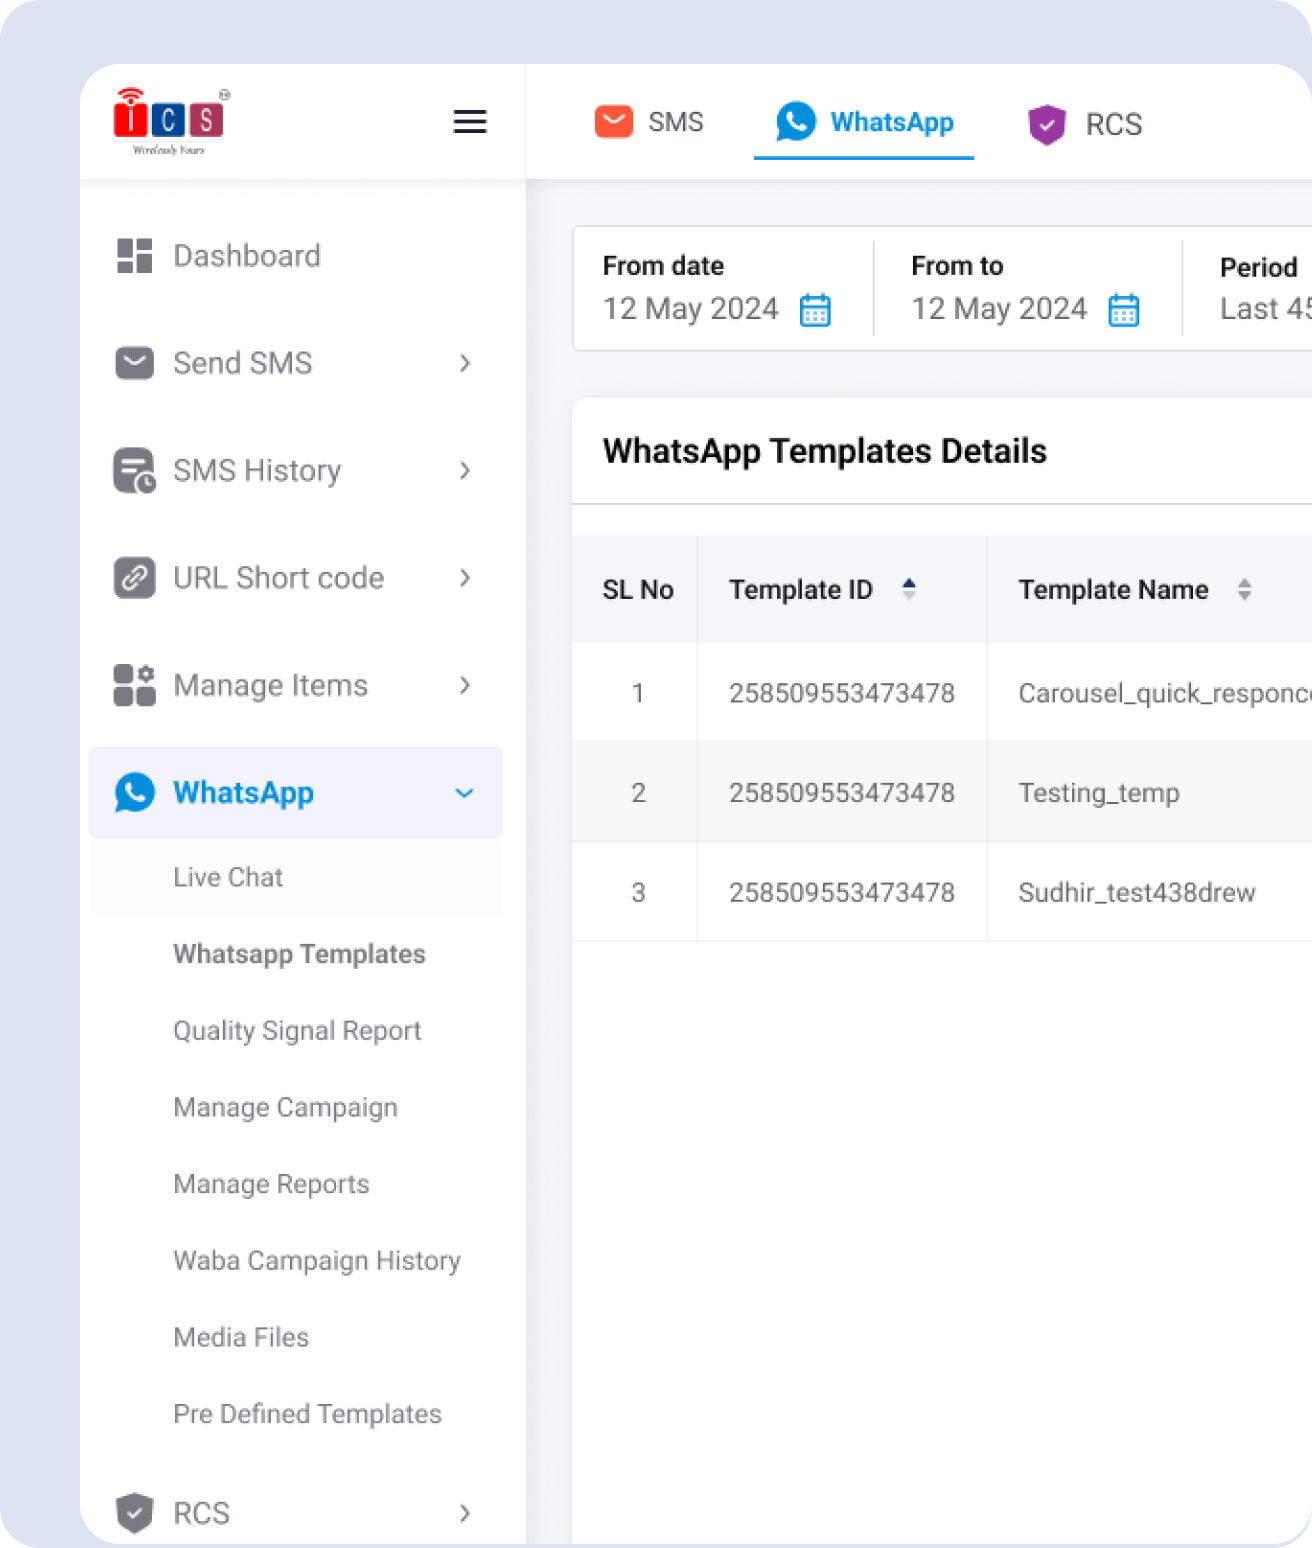 ics
Wirelessly Yours
SMS
WhatsApp
RCS
Dashboard
Send SMS
SMS History
URL Short code
Manage Items
WhatsApp
Live Chat
Whatsapp Templates
Quality Signal Report
Manage Campaign
Manage Reports
Waba Campaign History
Media Files
Pre Defined Templates
RCS
From date
12 May 2024
From to
12 May 2024
Period
Last 45
WhatsApp Templates Details
SL No Template ID Template Name
1 258509553473478 Carousel_quick_responc
2 258509553473478 Testing_temp
3 258509553473478 Sudhir_test438drew